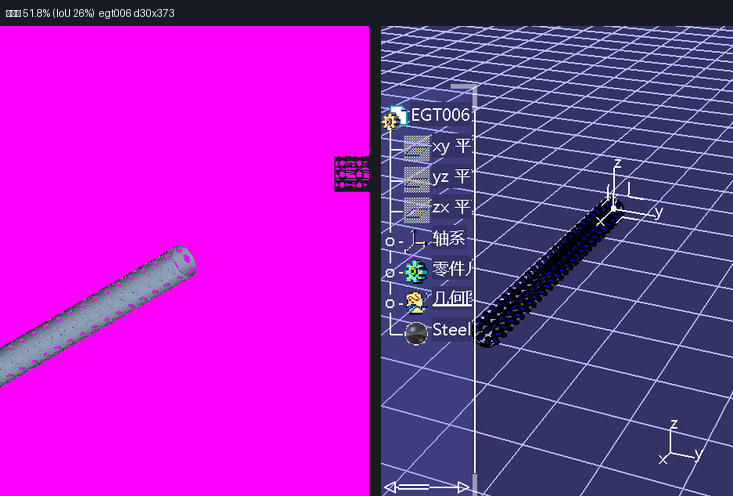 51.8% (IoU 26%) egt006 d30x373
EGT006
xy 平
yz 平
zx 平
轴系
零件
几何
Steel
z
y
x
z
y
x